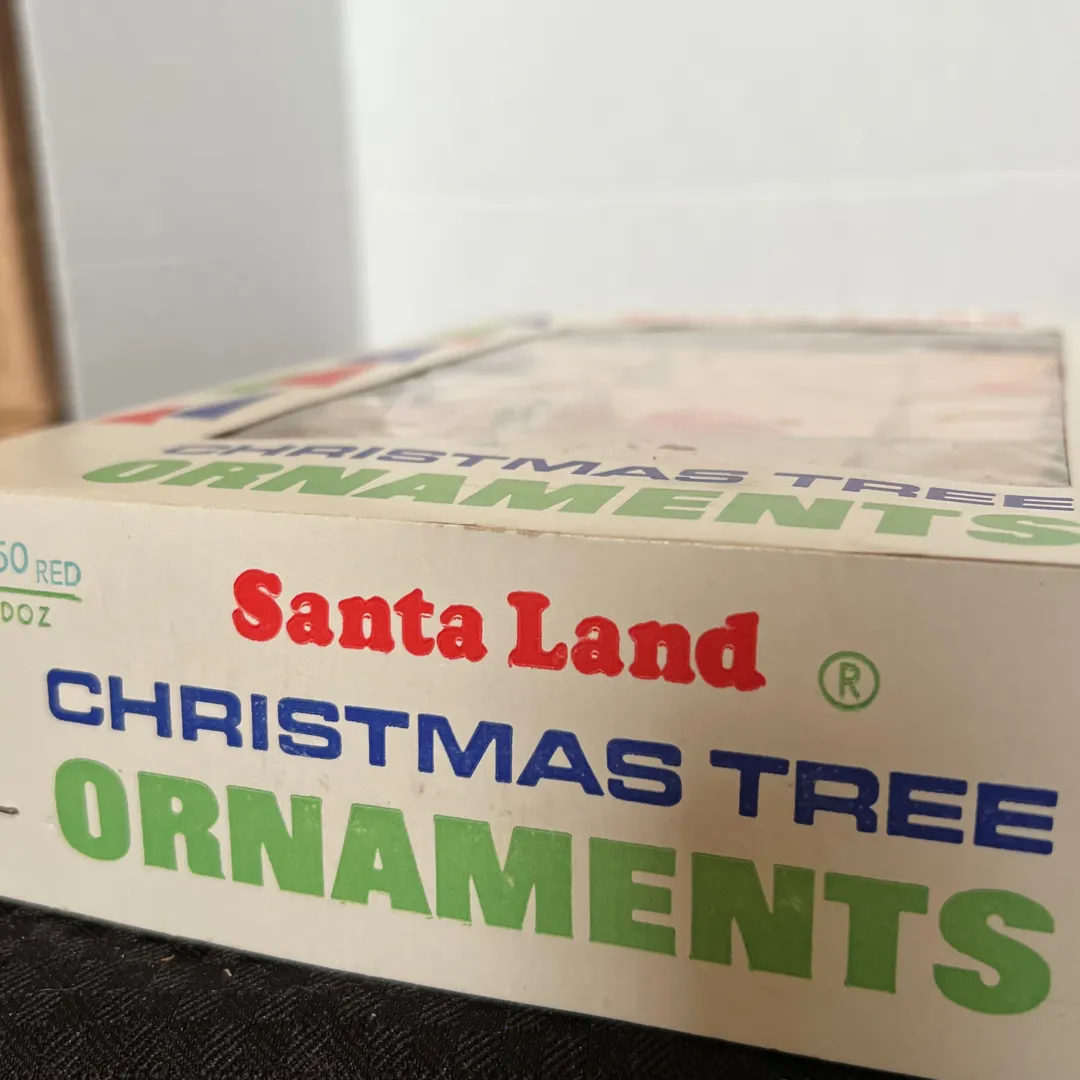 CHRISTMAS TREE
ORNAMENTS
50 RED
DOZ
Santa Land ®
CHRISTMAS TREE
ORNAMENTS